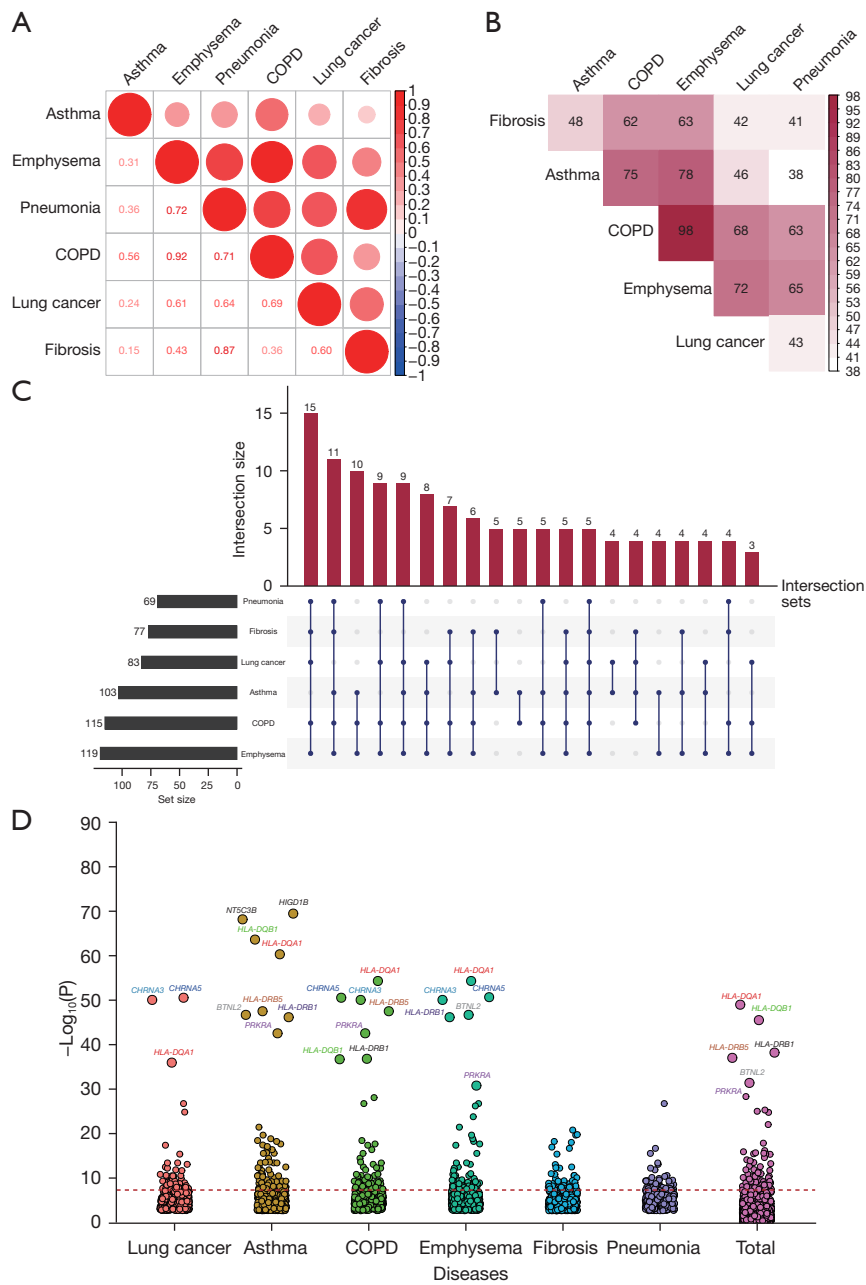 A
Asthma
Emphysema
Pneumonia
COPD
Lung cancer
Fibrosis
Asthma
Emphysema 0.31
Pneumonia 0.36 0.72
COPD 0.56 0.92 0.71
Lung cancer 0.24 0.61 0.64 0.69
Fibrosis 0.15 0.43 0.87 0.36 0.60
1
0.9
0.8
0.7
0.6
0.5
0.4
0.3
0.2
0.1
0
−0.1
−0.2
−0.3
−0.4
−0.5
−0.6
−0.7
−0.8
−0.9
−1
B
Asthma
COPD
Emphysema
Lung cancer
Pneumonia
Fibrosis 48 62 63 42 41
Asthma 75 78 46 38
COPD 98 68 63
Emphysema 72 65
Lung cancer 43
98
95
92
89
86
83
80
77
74
71
68
65
62
59
56
53
50
47
44
41
38
C
Intersection size
15
10
5
0
15 11 10 9 9 8 7 6 5 5 5 5 5 4 4 4 4 4 4 3
Intersection
sets
69 Pneumonia
77 Fibrosis
83 Lung cancer
103 Asthma
115 COPD
119 Emphysema
100 75 50 25 0
Set size
D
−Log10(P)
90
80
70
60
50
40
30
20
10
0
CHRNA3
CHRNA5
HLA-DQA1
NT5C3B
HIGD1B
HLA-DQB1
HLA-DQA1
BTNL2
HLA-DRB5
HLA-DRB1
PRKRA
HLA-DQA1
CHRNA5
CHRNA3
HLA-DRB5
PRKRA
HLA-DQB1
HLA-DRB1
HLA-DQA1
CHRNA3
CHRNA5
HLA-DRB1
BTNL2
PRKRA
HLA-DQA1
HLA-DQB1
HLA-DRB5
HLA-DRB1
BTNL2
PRKRA
Lung cancer Asthma COPD Emphysema Fibrosis Pneumonia Total
Diseases